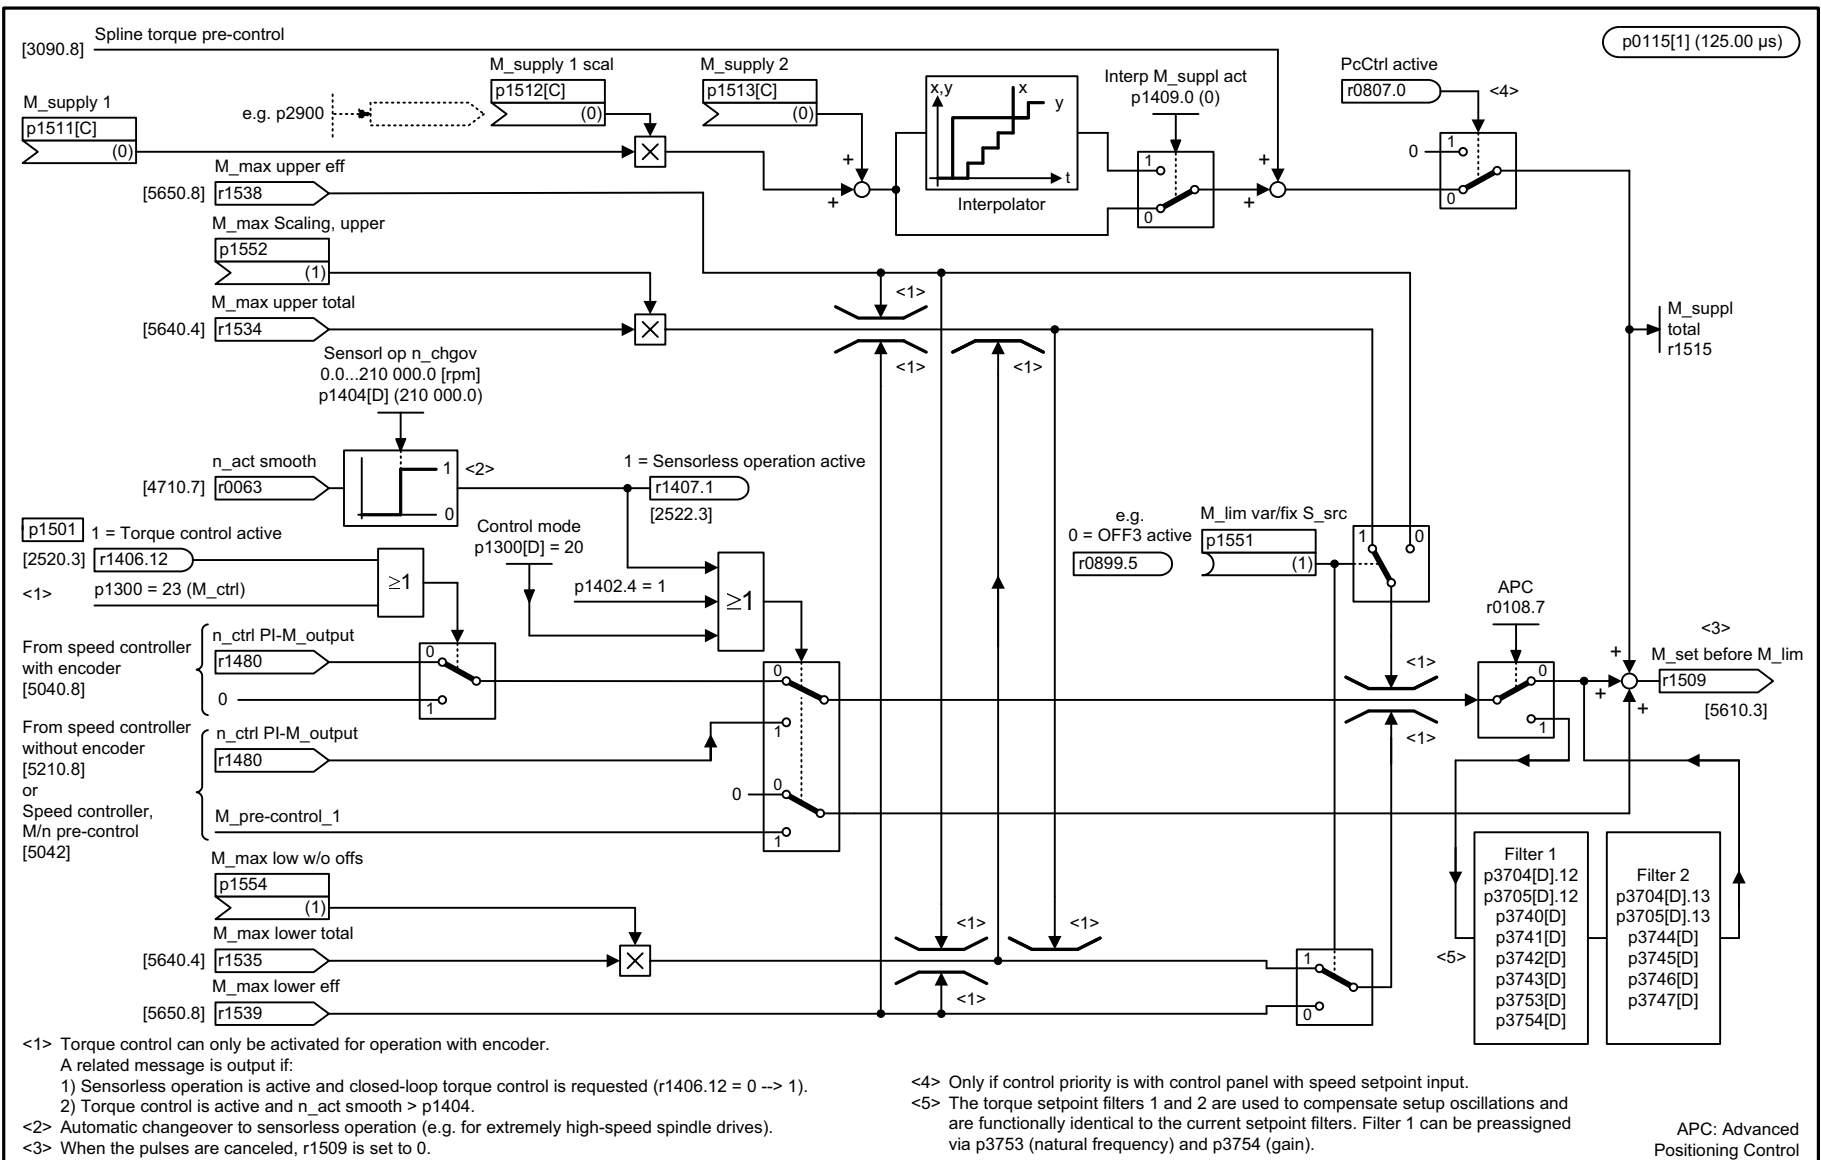 Spline torque pre-control
[3090.8]
p0115[1] (125.00 µs)
M_supply 1
p1511[C]
(0)
e.g. p2900
M_supply 1 scal
p1512[C]
(0)
M_supply 2
p1513[C]
(0)
+
+
x,y
x
y
t
Interpolator
Interp M_suppl act
p1409.0 (0)
1
0
+
+
PcCtrl active
r0807.0
<4>
0
1
0
M_max upper eff
[5650.8]
r1538
M_max Scaling, upper
p1552
(1)
M_max upper total
[5640.4]
r1534
<1>
<1>
<1>
M_suppl
total
r1515
Sensorl op n_chgov
0.0...210 000.0 [rpm]
p1404[D] (210 000.0)
n_act smooth
[4710.7]
r0063
1
0
<2>
1 = Sensorless operation active
r1407.1
[2522.3]
p1501
1 = Torque control active
[2520.3]
r1406.12
<1>
p1300 = 23 (M_ctrl)
≥1
Control mode
p1300[D] = 20
p1402.4 = 1
≥1
e.g.
0 = OFF3 active
r0899.5
M_lim var/fix S_src
p1551
(1)
1
0
APC
r0108.7
From speed controller
with encoder
[5040.8]
n_ctrl PI-M_output
r1480
0
0
1
0
1
<1>
<1>
0
1
+
+
+
<3>
M_set before M_lim
r1509
[5610.3]
From speed controller
without encoder
[5210.8]
or
Speed controller,
M/n pre-control
[5042]
n_ctrl PI-M_output
r1480
M_pre-control_1
0
0
1
M_max low w/o offs
p1554
(1)
M_max lower total
[5640.4]
r1535
M_max lower eff
[5650.8]
r1539
<1>
<1>
<1>
1
0
<5>
Filter 1
p3704[D].12
p3705[D].12
p3740[D]
p3741[D]
p3742[D]
p3743[D]
p3753[D]
p3754[D]
Filter 2
p3704[D].13
p3705[D].13
p3744[D]
p3745[D]
p3746[D]
p3747[D]
<1> Torque control can only be activated for operation with encoder.
A related message is output if:
1) Sensorless operation is active and closed-loop torque control is requested (r1406.12 = 0 --> 1).
2) Torque control is active and n_act smooth > p1404.
<2> Automatic changeover to sensorless operation (e.g. for extremely high-speed spindle drives).
<3> When the pulses are canceled, r1509 is set to 0.
<4> Only if control priority is with control panel with speed setpoint input.
<5> The torque setpoint filters 1 and 2 are used to compensate setup oscillations and
are functionally identical to the current setpoint filters. Filter 1 can be preassigned
via p3753 (natural frequency) and p3754 (gain).
APC: Advanced
Positioning Control